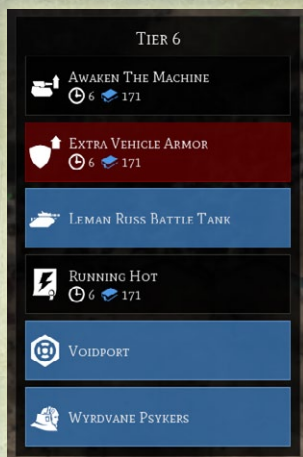 Tier 6
Awaken The Machine
6 171
Extra Vehicle Armor
6 171
Leman Russ Battle Tank
Running Hot
6 171
Voidport
Wyrdvane Psykers